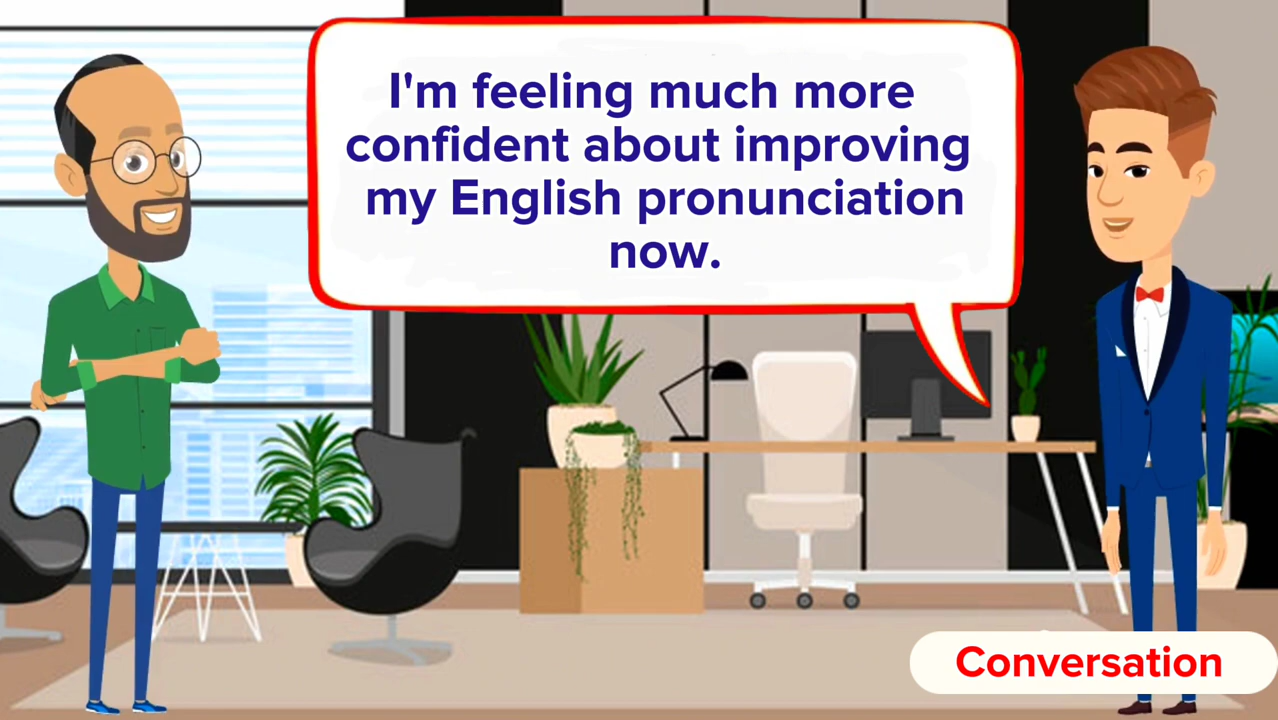 I'm feeling much more
confident about improving
my English pronunciation
now.
Conversation